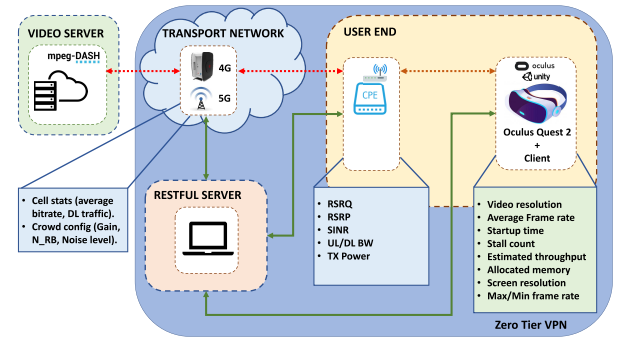 VIDEO SERVER
mpeg-DASH
TRANSPORT NETWORK
4G
5G
USER END
CPE
oculus
unity
Oculus Quest 2
+
Client
• Cell stats (average
bitrate, DL traffic).
• Crowd config (Gain,
N_RB, Noise level).
RESTFUL SERVER
• RSRQ
• RSRP
• SINR
• UL/DL BW
• TX Power
• Video resolution
• Average Frame rate
• Startup time
• Stall count
• Estimated throughput
• Allocated memory
• Screen resolution
• Max/Min frame rate
Zero Tier VPN